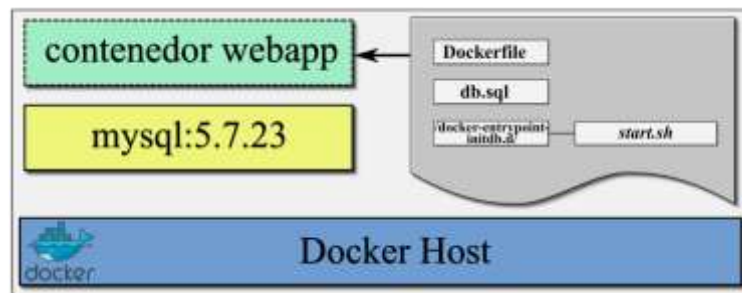 contenedor webapp
mysql:5.7.23
Dockerfile
db.sql
/docker-entrypoint-
initdb.d/
start.sh
Docker Host
docker